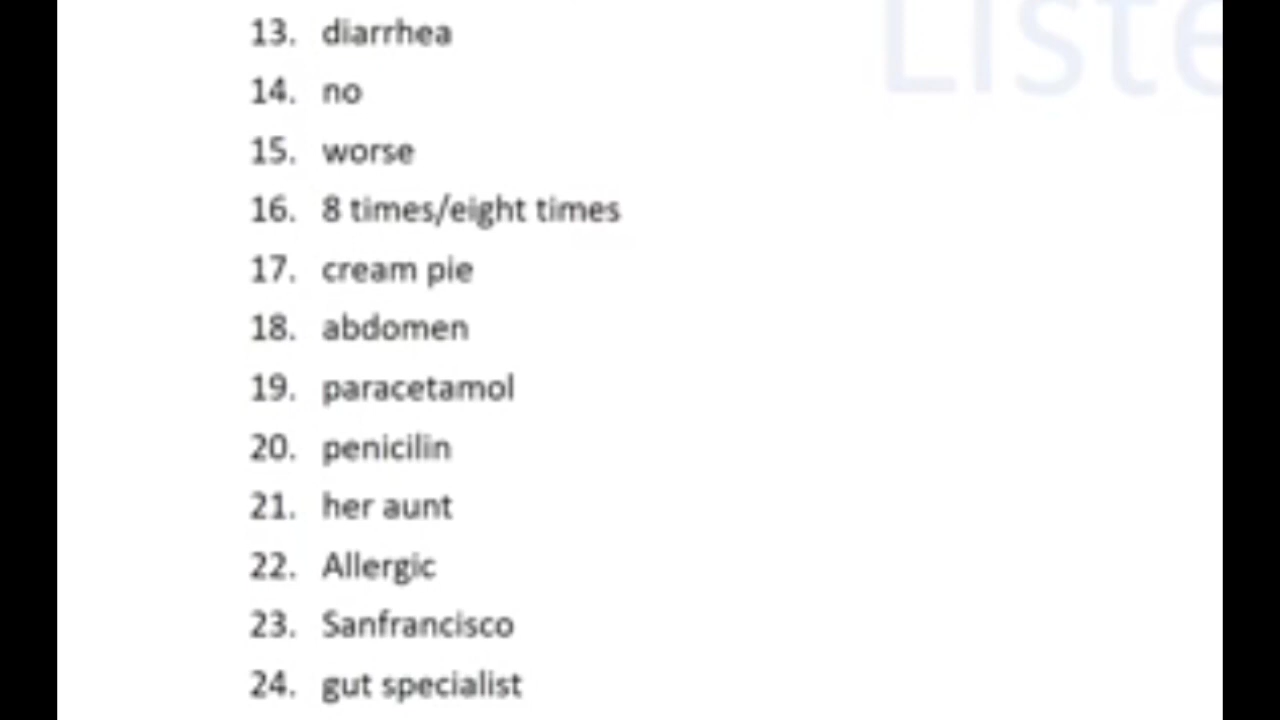 Liste
13. diarrhea
14. no
15. worse
16. 8 times/eight times
17. cream pie
18. abdomen
19. paracetamol
20. penicilin
21. her aunt
22. Allergic
23. Sanfrancisco
24. gut specialist